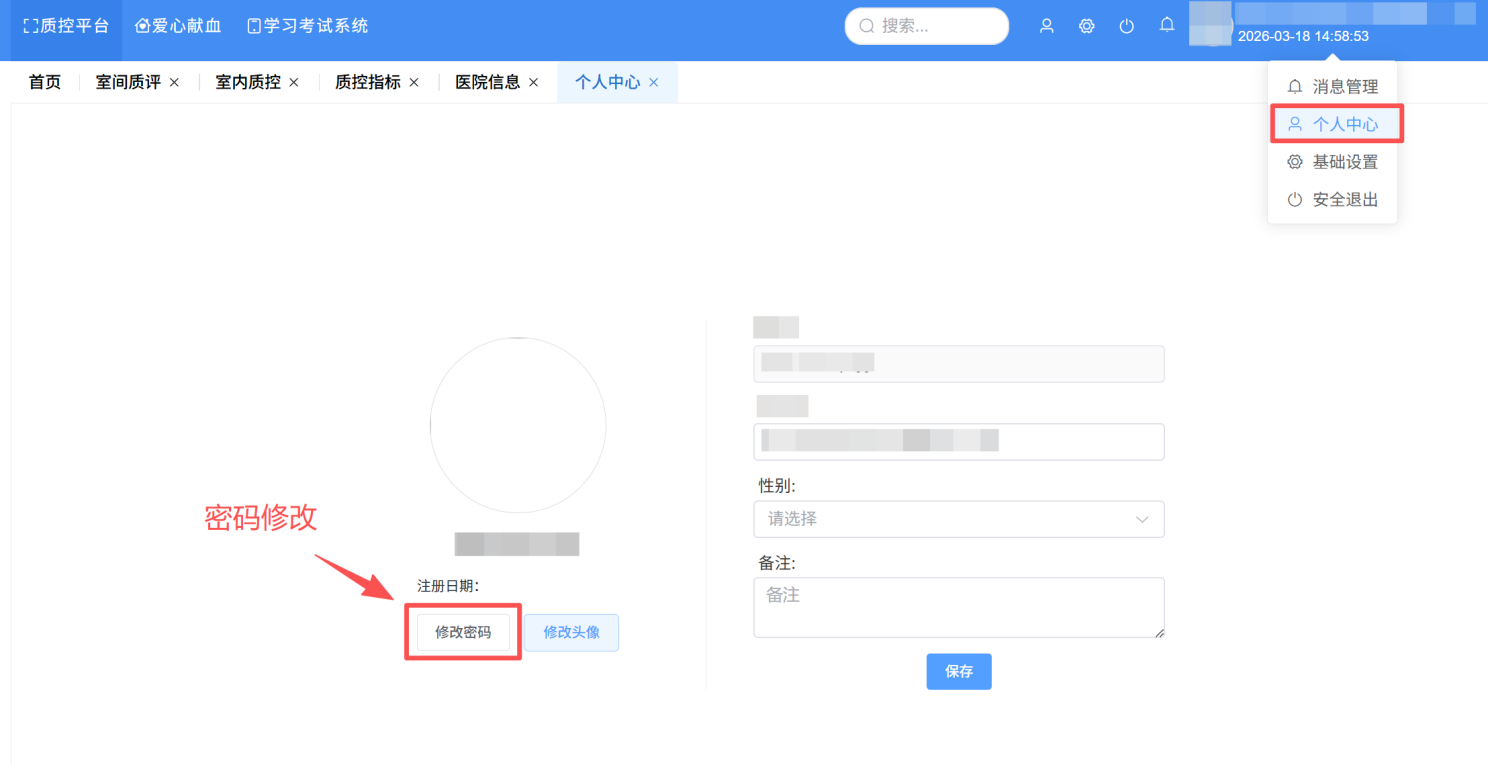 质控平台 爱心献血 学习考试系统 搜索... 2026-03-18 14:58:53
首页 室间质评 × 室内质控 × 质控指标 × 医院信息 × 个人中心 ×
消息管理
个人中心
基础设置
安全退出
密码修改
注册日期：
修改密码 修改头像
性别:
请选择
备注:
备注
保存